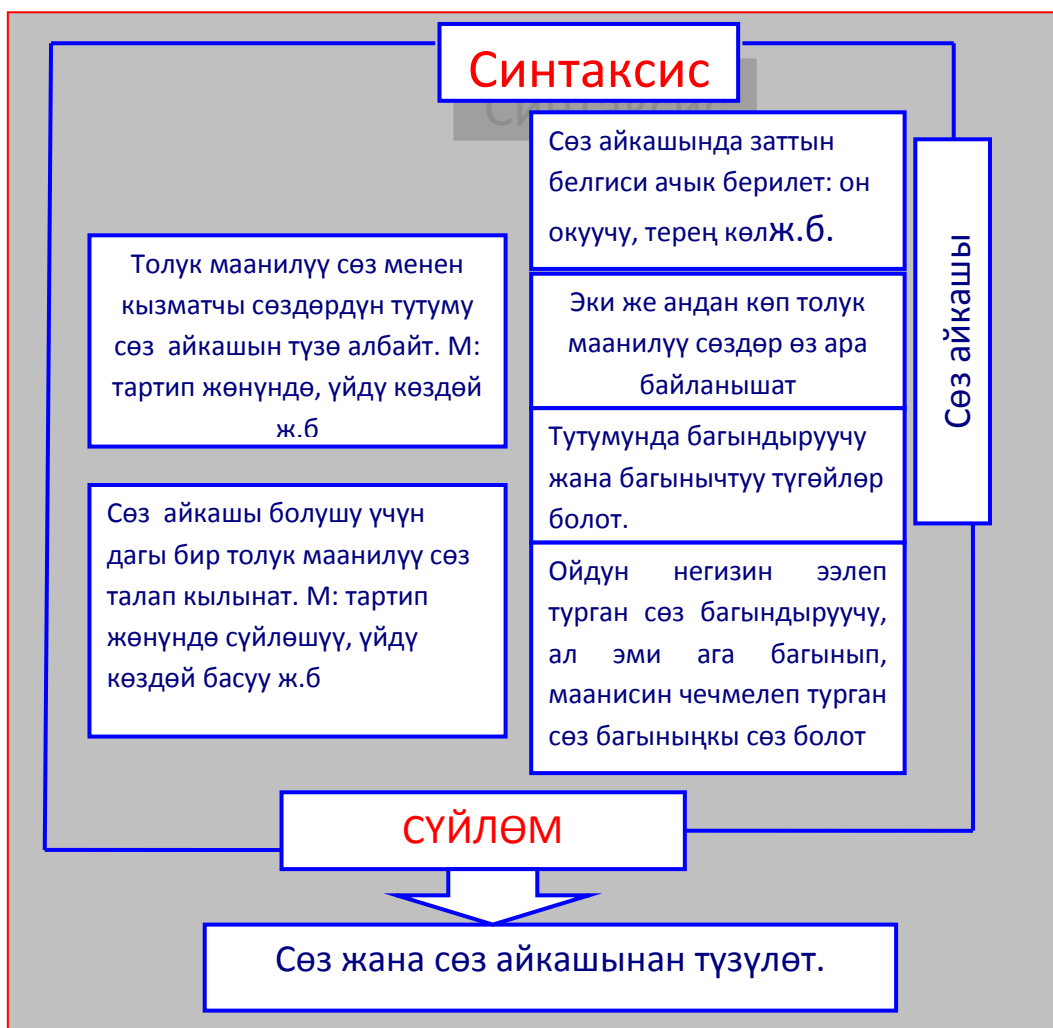 Синтаксис
Сөз айкашында заттын
белгиси ачык берилет: он
окуучу, терең көлж.б.
Сөз айкашы
Толук маанилүү сөз менен
кызматчы сөздөрдүн тутуму
сөз айкашын түзө албайт. М:
тартип жөнүндө, үйдү көздөй
ж.б
Эки же андан көп толук
маанилүү сөздөр өз ара
байланышат
Тутумунда багындыруучу
жана багынычтуу түгөйлөр
болот.
Сөз айкашы болушу үчүн
дагы бир толук маанилүү сөз
талап кылынат. М: тартип
жөнүндө сүйлөшүү, үйдү
көздөй басуу ж.б
Ойдун негизин ээлеп
турган сөз багындыруучу,
ал эми ага багынып,
маанисин чечмелеп турган
сөз багыныңкы сөз болот
СҮЙЛӨМ
Сөз жана сөз айкашынан түзүлөт.